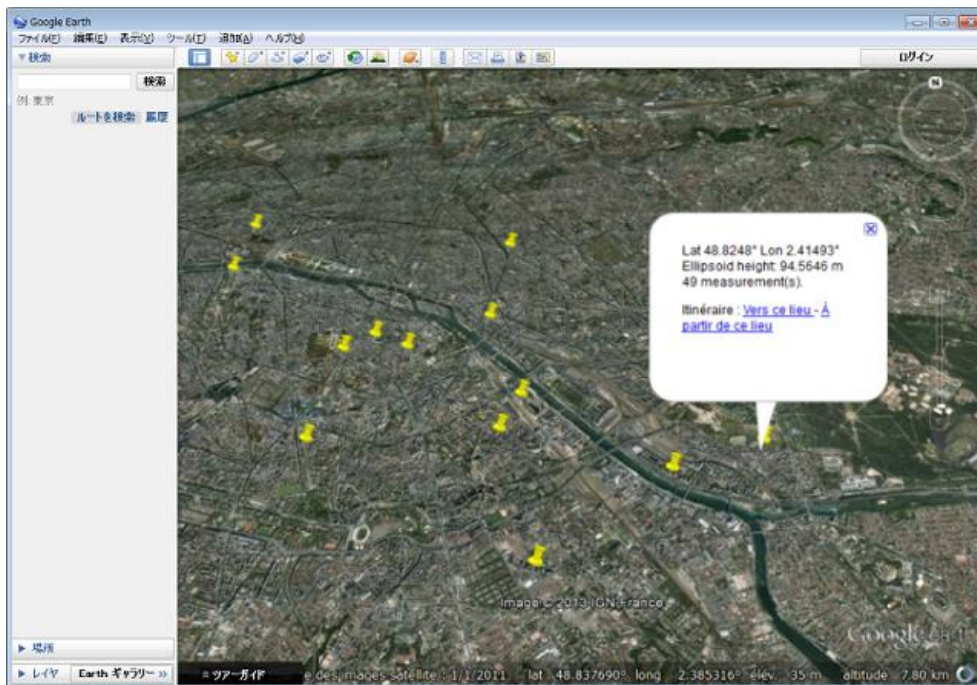 Google Earth
ファイル(F) 編集(E) 表示(V) ツール(T) 追加(A) ヘルプ(H)
▼検索
ログイン
検索
例: 東京
ルートを検索 履歴
N
Lat 48.8248° Lon 2.41493°
Ellipsoid height: 94.5646 m
49 measurement(s).
Itinéraire : Vers ce lieu - À
partir de ce lieu
Image © 2013 IGN France
Google earth
▶ 場所
▶ レイヤ Earth ギャラリー »
ツアーガイド
e des images satellite : 1/1/2011 lat 48.837690° long 2.385316° élév. 35 m altitude 7.80 km